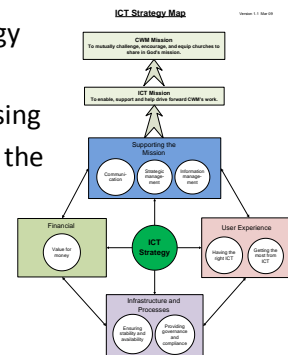 ICT Strategy Map
Version 1.1 Mar 09
gy
sing
the
CWM Mission
To mutually challenge, encourage, and equip churches to
share in God's mission.
ICT Mission
To enable, support and help drive forward CWM's work.
Supporting the
Mission
Communi-
cation
Strategic
manage-
ment
Information
manage-
ment
Financial
Value for
money
ICT
Strategy
User Experience
Having the
right ICT
Getting the
most from
ICT
Infrastructure and
Processes
Ensuring
stability and
availability
Providing
governance
and
compliance